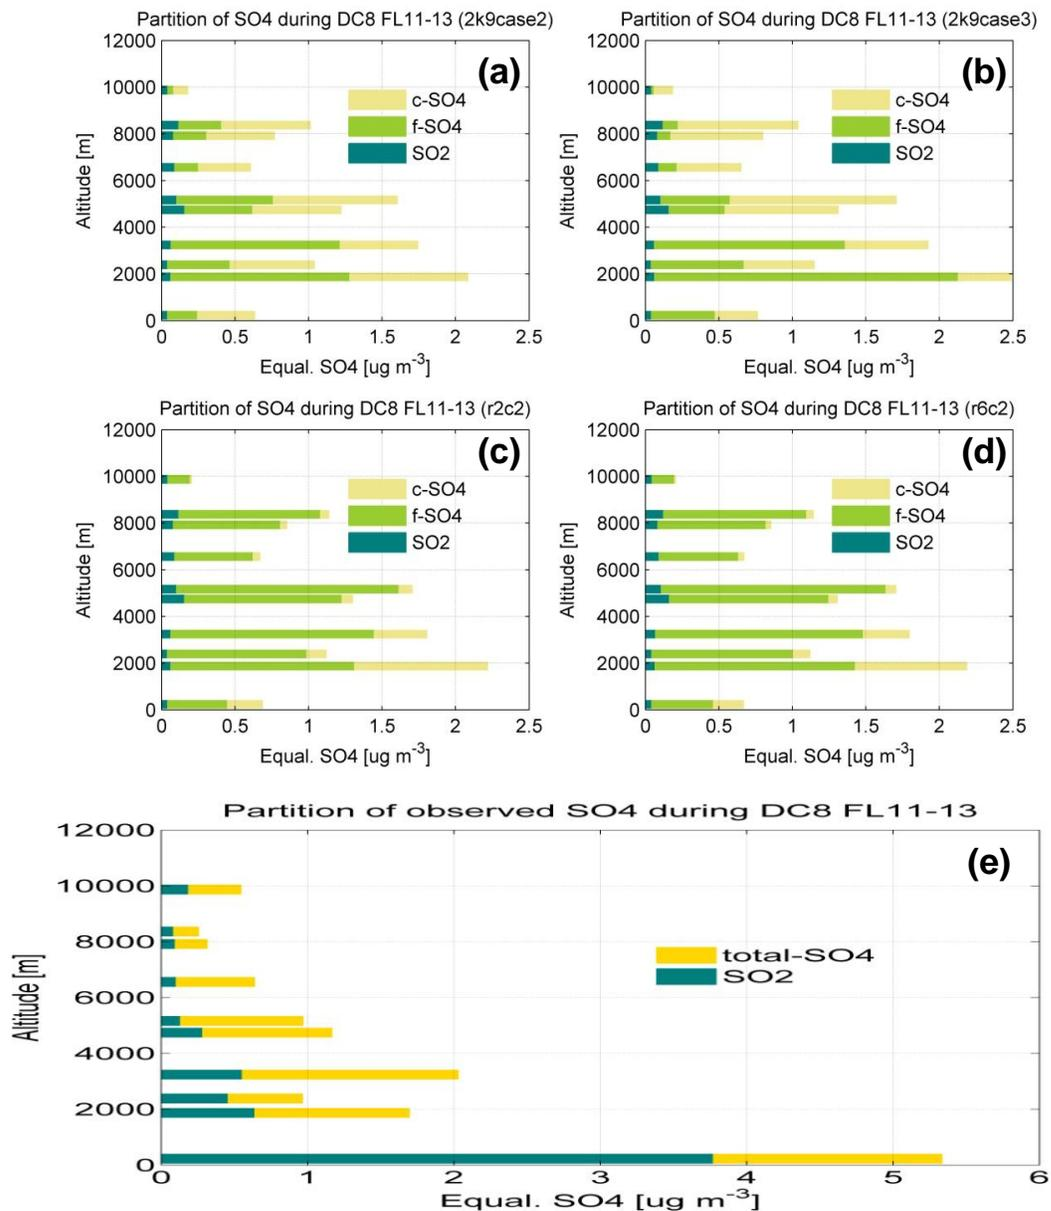 Partition of SO4 during DC8 FL11-13 (2k9case2)
12000
10000
8000
6000
4000
2000
0
Altitude [m]
(a)
c-SO4
f-SO4
SO2
0 0.5 1 1.5 2 2.5
Equal. SO4 [ug m⁻³]
Partition of SO4 during DC8 FL11-13 (2k9case3)
12000
10000
8000
6000
4000
2000
0
Altitude [m]
(b)
c-SO4
f-SO4
SO2
0 0.5 1 1.5 2 2.5
Equal. SO4 [ug m⁻³]
Partition of SO4 during DC8 FL11-13 (r2c2)
12000
10000
8000
6000
4000
2000
0
Altitude [m]
(c)
c-SO4
f-SO4
SO2
0 0.5 1 1.5 2 2.5
Equal. SO4 [ug m⁻³]
Partition of SO4 during DC8 FL11-13 (r6c2)
12000
10000
8000
6000
4000
2000
0
Altitude [m]
(d)
c-SO4
f-SO4
SO2
0 0.5 1 1.5 2 2.5
Equal. SO4 [ug m⁻³]
Partition of observed SO4 during DC8 FL11-13
12000
10000
8000
6000
4000
2000
0
Altitude [m]
(e)
total-SO4
SO2
0 1 2 3 4 5 6
Equal. SO4 [ug m⁻³]